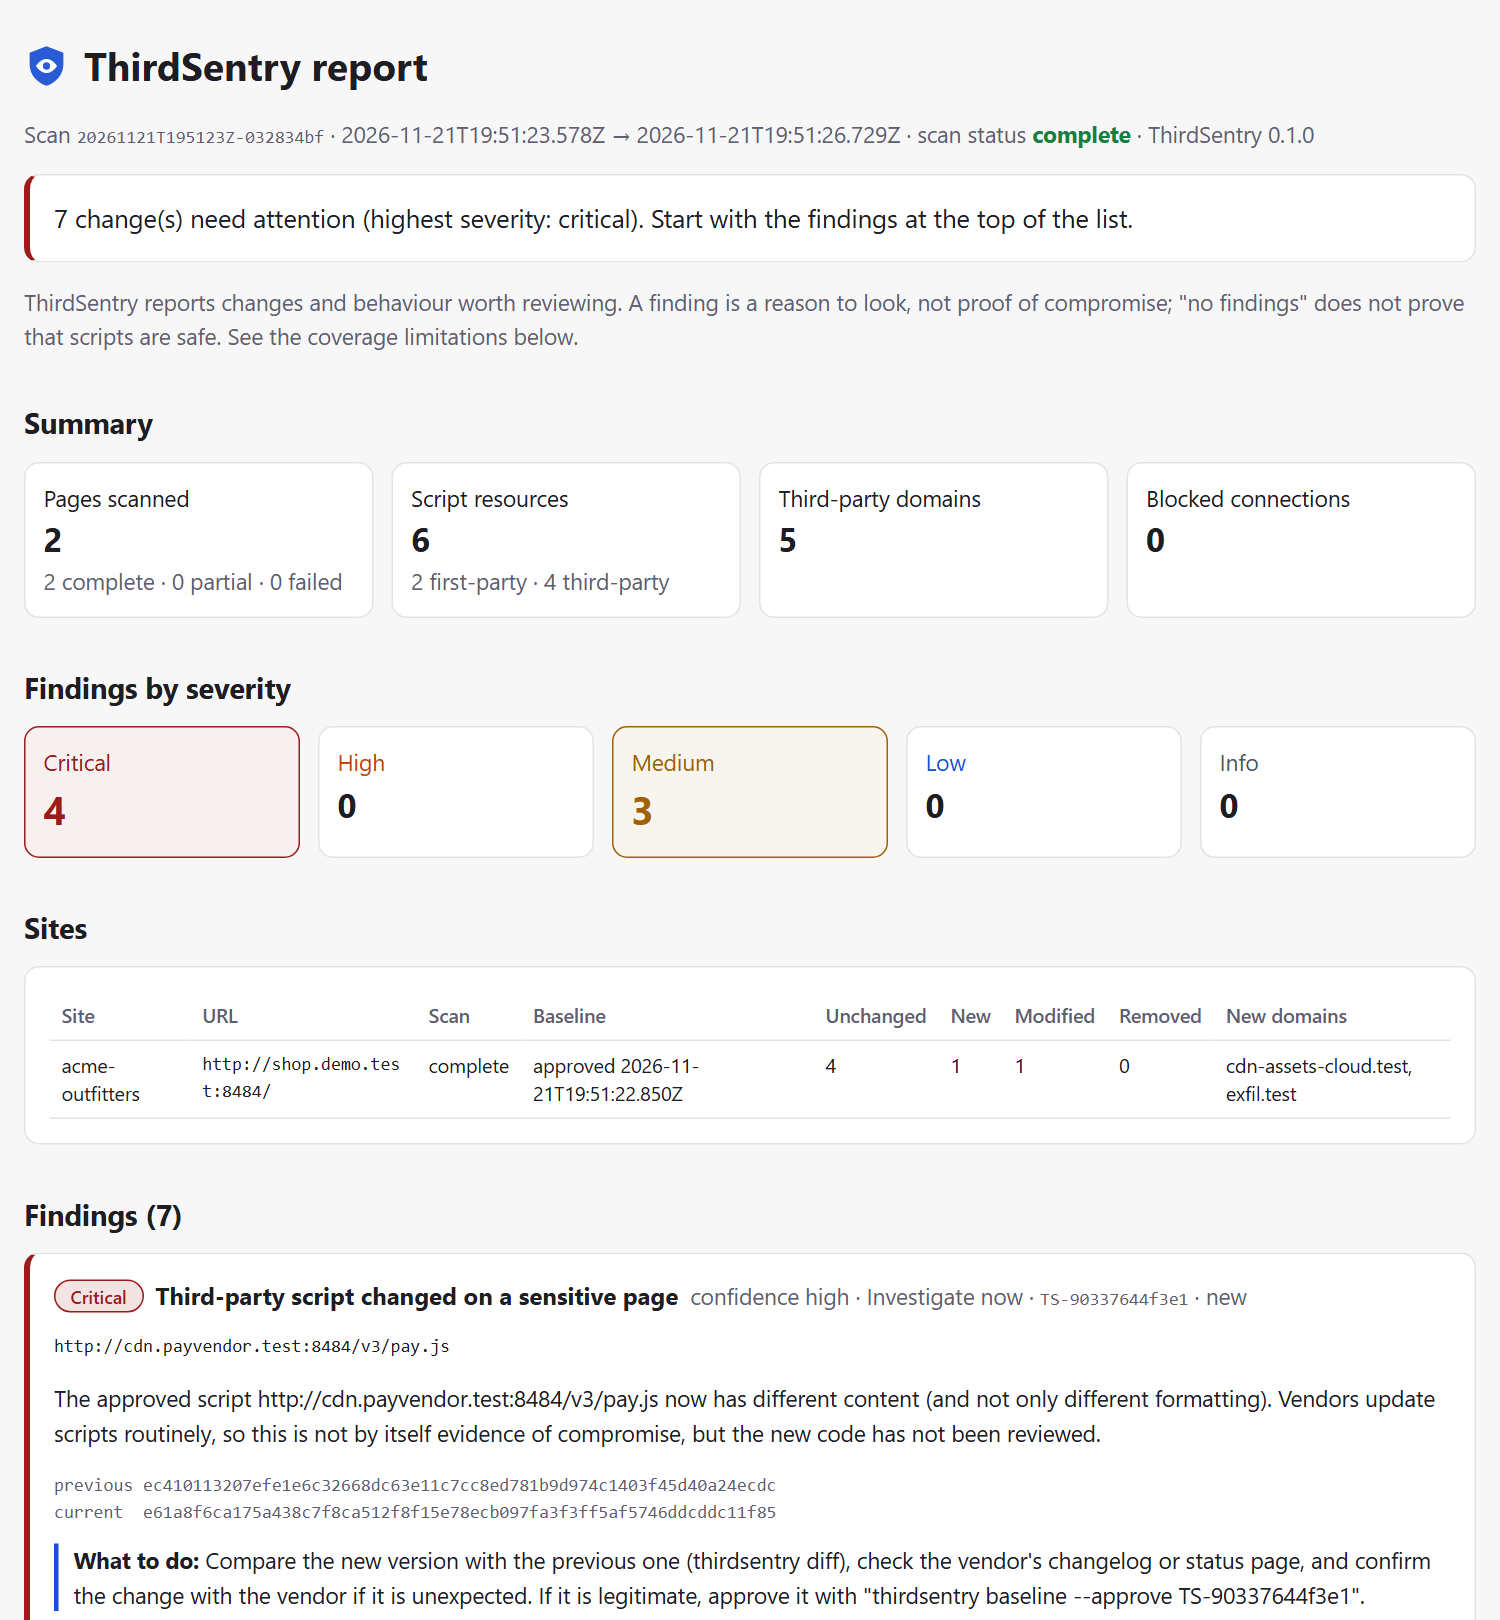 ThirdSentry report
Scan 20261121T195123Z-032834bf · 2026-11-21T19:51:23.578Z → 2026-11-21T19:51:26.729Z · scan status complete · ThirdSentry 0.1.0
7 change(s) need attention (highest severity: critical). Start with the findings at the top of the list.
ThirdSentry reports changes and behaviour worth reviewing. A finding is a reason to look, not proof of compromise; "no findings" does not prove
that scripts are safe. See the coverage limitations below.
Summary
Pages scanned
2
2 complete · 0 partial · 0 failed
Script resources
6
2 first-party · 4 third-party
Third-party domains
5
Blocked connections
0
Findings by severity
Critical
4
High
0
Medium
3
Low
0
Info
0
Sites
Site URL Scan Baseline Unchanged New Modified Removed New domains
acme- http://shop.demo.tes complete approved 2026-11- 4 1 1 0 cdn-assets-cloud.test,
outfitters t:8484/ 21T19:51:22.850Z exfil.test
Findings (7)
Critical Third-party script changed on a sensitive page confidence high · Investigate now · TS-90337644f3e1 · new
http://cdn.payvendor.test:8484/v3/pay.js
The approved script http://cdn.payvendor.test:8484/v3/pay.js now has different content (and not only different formatting). Vendors update
scripts routinely, so this is not by itself evidence of compromise, but the new code has not been reviewed.
previous ec410113207efe1e6c32668dc63e11c7cc8ed781b9d974c1403f45d40a24ecdc
current e61a8f6ca175a438c7f8ca512f8f15e78ecb097fa3f3ff5af5746ddcddc11f85
What to do: Compare the new version with the previous one (thirdsentry diff), check the vendor's changelog or status page, and confirm
the change with the vendor if it is unexpected. If it is legitimate, approve it with "thirdsentry baseline --approve TS-90337644f3e1".